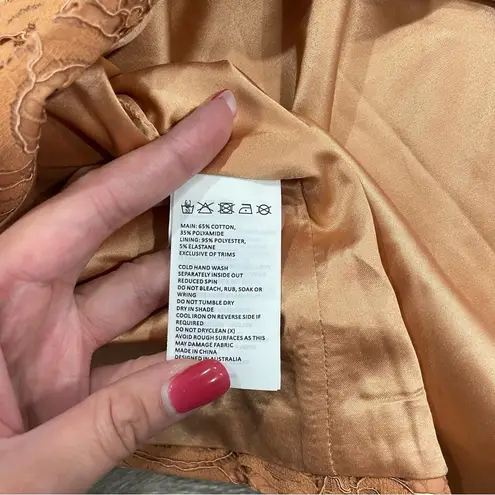 MAIN: 65% COTTON,
35% POLYAMIDE
LINING: 95% POLYESTER,
5% ELASTANE
EXCLUSIVE OF TRIMS
COLD HAND WASH
SEPARATELY INSIDE OUT
REDUCED SPIN
DO NOT BLEACH, RUB, SOAK OR
WRING
DO NOT TUMBLE DRY
DRY IN SHADE
COOL IRON ON REVERSE SIDE IF
REQUIRED
DO NOT DRYCLEAN (X)
AVOID ROUGH SURFACES AS THIS
MAY DAMAGE FABRIC
MADE IN CHINA
DESIGNED IN AUSTRALIA